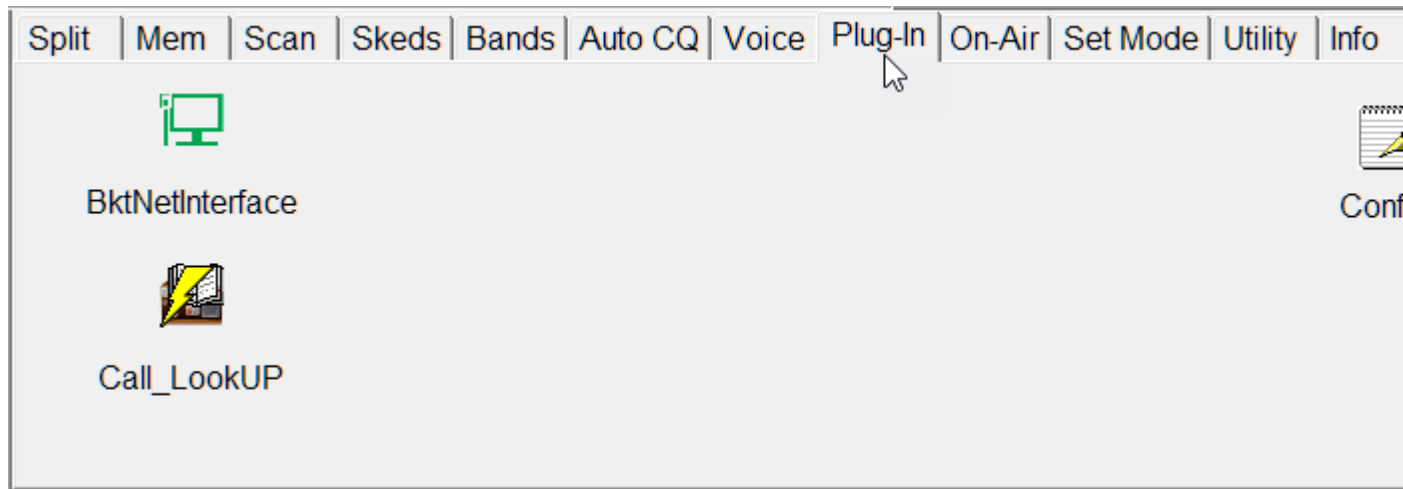 Split Mem Scan Skeds Bands Auto CQ Voice Plug-In On-Air Set Mode Utility Info
BktNetInterface
Conf
Call_LookUP